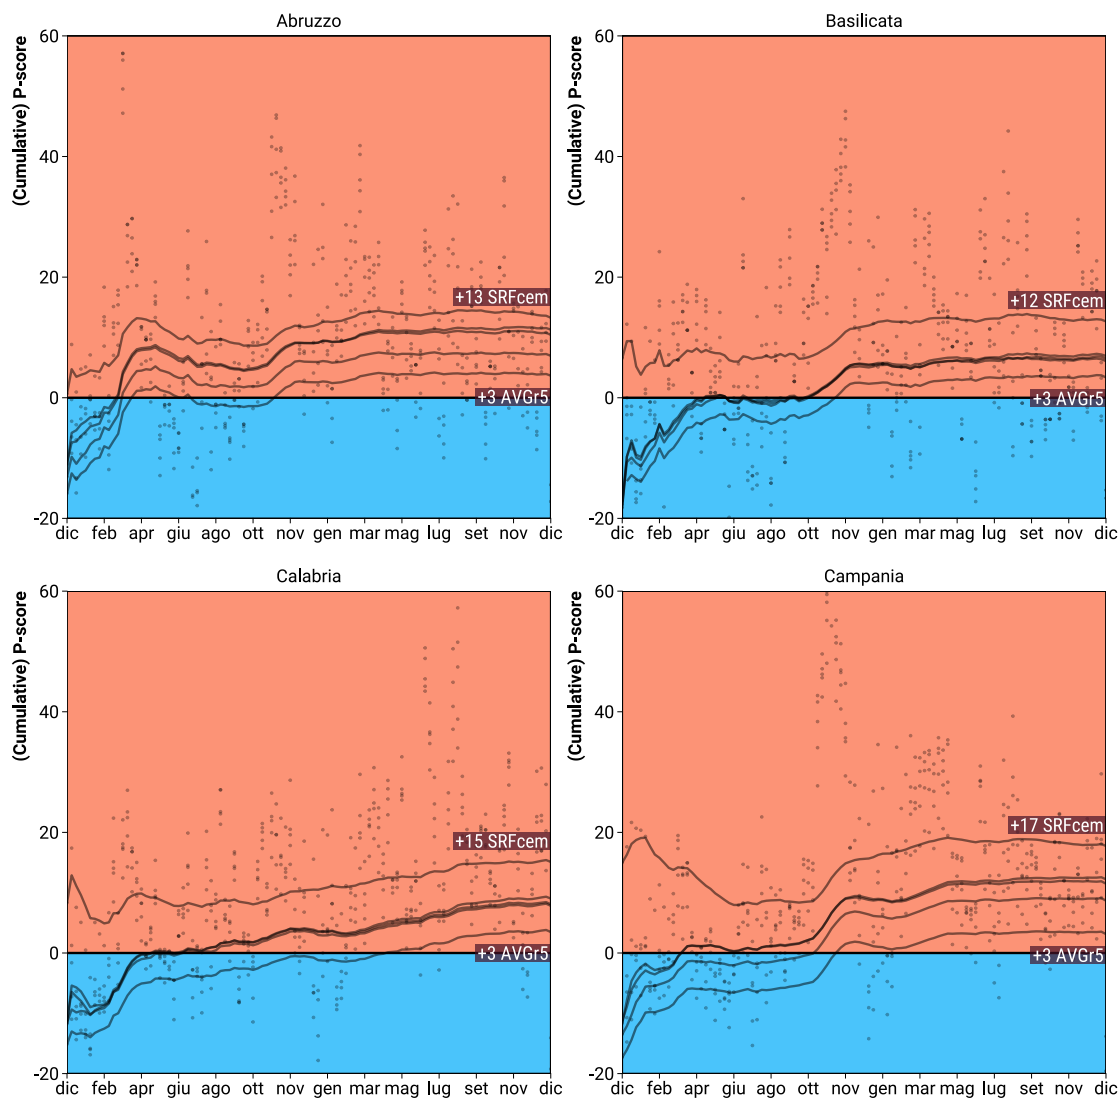 Abruzzo
(Cumulative) P-score
60
40
20
0
-20
+13 SRFcem
+3 AVGr5
dic feb apr giu ago ott nov gen mar mag lug set nov dic
Basilicata
(Cumulative) P-score
60
40
20
0
-20
+12 SRFcem
+3 AVGr5
dic feb apr giu ago ott nov gen mar mag lug set nov dic
Calabria
(Cumulative) P-score
60
40
20
0
-20
+15 SRFcem
+3 AVGr5
dic feb apr giu ago ott nov gen mar mag lug set nov dic
Campania
(Cumulative) P-score
60
40
20
0
-20
+17 SRFcem
+3 AVGr5
dic feb apr giu ago ott nov gen mar mag lug set nov dic